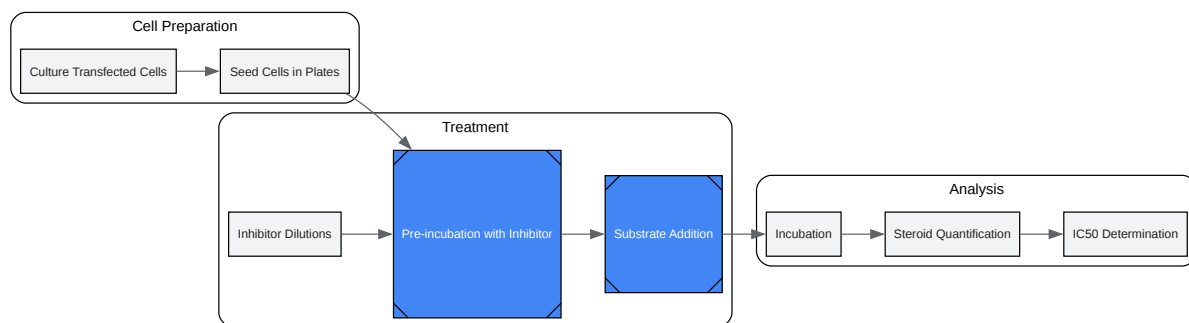 Cell Preparation
Culture Transfected Cells
Seed Cells in Plates
Treatment
Inhibitor Dilutions
Pre-incubation with Inhibitor
Substrate Addition
Analysis
Incubation
Steroid Quantification
IC50 Determination